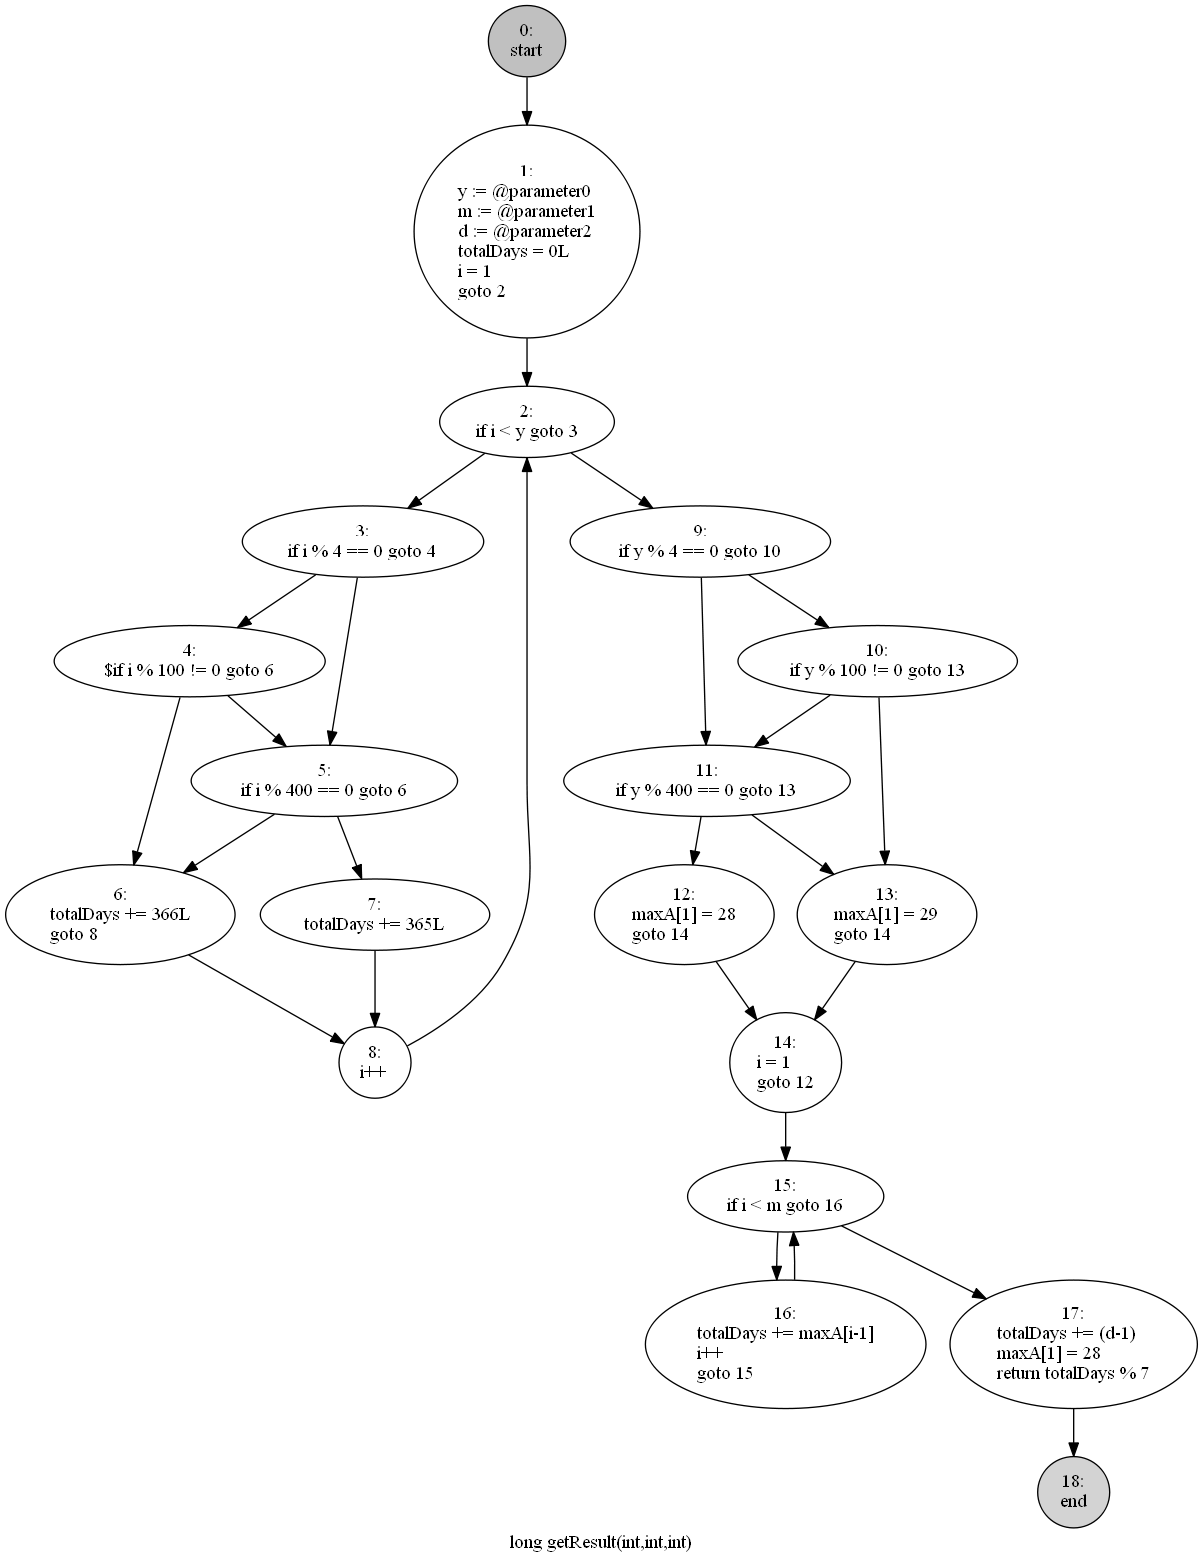 0:
start
1:
y := @parameter0
m := @parameter1
d := @parameter2
totalDays = 0L
i = 1
goto 2
2:
if i < y goto 3
3:
if i % 4 == 0 goto 4
9:
if y % 4 == 0 goto 10
4:
$if i % 100 != 0 goto 6
10:
if y % 100 != 0 goto 13
5:
if i % 400 == 0 goto 6
11:
if y % 400 == 0 goto 13
6:
totalDays += 366L
goto 8
7:
totalDays += 365L
12:
maxA[1] = 28
goto 14
13:
maxA[1] = 29
goto 14
8:
i++
14:
i = 1
goto 12
15:
if i < m goto 16
16:
totalDays += maxA[i-1]
i++
goto 15
17:
totalDays += (d-1)
maxA[1] = 28
return totalDays % 7
18:
end
long getResult(int,int,int)